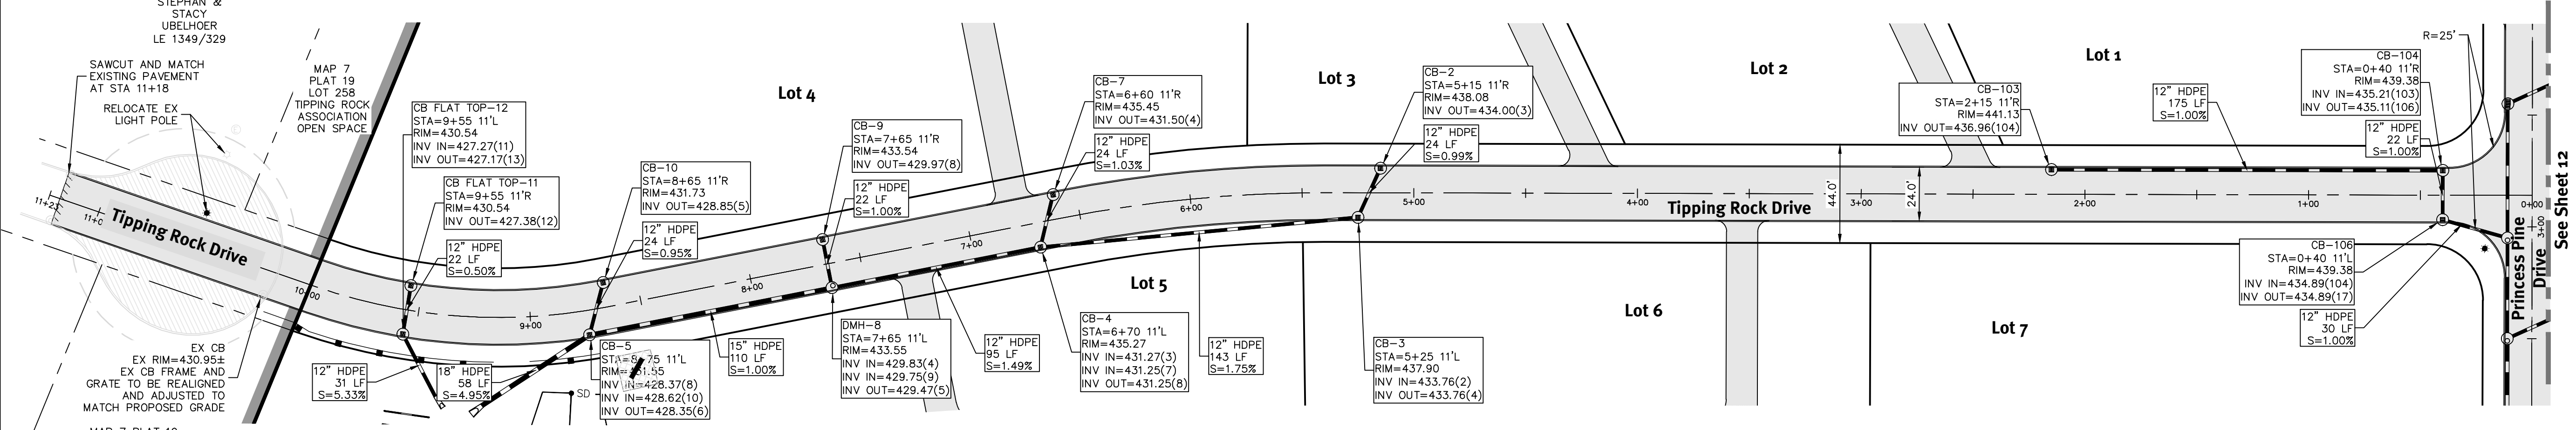 STEPHAN &
STACY
UBELHOER
LE 1349/329
SAWCUT AND MATCH
EXISTING PAVEMENT
AT STA 11+18
RELOCATE EX
LIGHT POLE
MAP 7
PLAT 19
LOT 258
TIPPING ROCK
ASSOCIATION
OPEN SPACE
CB FLAT TOP-12
STA=9+55 11'L
RIM=430.54
INV IN=427.27(11)
INV OUT=427.17(13)
CB FLAT TOP-11
STA=9+55 11'R
RIM=430.54
INV OUT=427.38(12)
12" HDPE
22 LF
S=0.50%
CB-10
STA=8+65 11'R
RIM=431.73
INV OUT=428.85(5)
12" HDPE
24 LF
S=0.95%
Lot 4
CB-9
STA=7+65 11'R
RIM=433.54
INV OUT=429.97(8)
12" HDPE
22 LF
S=1.00%
CB-7
STA=6+60 11'R
RIM=435.45
INV OUT=431.50(4)
12" HDPE
24 LF
S=1.03%
Lot 3
CB-2
STA=5+15 11'R
RIM=438.08
INV OUT=434.00(3)
12" HDPE
24 LF
S=0.99%
Lot 2
Lot 1
CB-103
STA=2+15 11'R
RIM=441.13
INV OUT=436.96(104)
12" HDPE
175 LF
S=1.00%
R=25'
CB-104
STA=0+40 11'R
RIM=439.38
INV IN=435.21(103)
INV OUT=435.11(106)
12" HDPE
22 LF
S=1.00%
11+23
11+0
Tipping Rock Drive
10+00
9+00
8+00
7+00
6+00
5+00
4+00
Tipping Rock Drive
3+00
2+00
1+00
0+00
44.0'
24.0'
3+00
Princess Pine
Drive
See Sheet 12
EX CB
EX RIM=430.95±
EX CB FRAME AND
GRATE TO BE REALIGNED
AND ADJUSTED TO
MATCH PROPOSED GRADE
12" HDPE
31 LF
S=5.33%
18" HDPE
58 LF
S=4.95%
SD
CB-5
STA=8+75 11'L
RIM=431.55
INV IN=428.37(8)
INV IN=428.62(10)
INV OUT=428.35(6)
15" HDPE
110 LF
S=1.00%
DMH-8
STA=7+65 11'L
RIM=433.55
INV IN=429.83(4)
INV IN=429.75(9)
INV OUT=429.47(5)
12" HDPE
95 LF
S=1.49%
Lot 5
CB-4
STA=6+70 11'L
RIM=435.27
INV IN=431.27(3)
INV IN=431.25(7)
INV OUT=431.25(8)
12" HDPE
143 LF
S=1.75%
CB-3
STA=5+25 11'L
RIM=437.90
INV IN=433.76(2)
INV OUT=433.76(4)
Lot 6
Lot 7
CB-106
STA=0+40 11'L
RIM=439.38
INV IN=434.89(104)
INV OUT=434.89(17)
12" HDPE
30 LF
S=1.00%